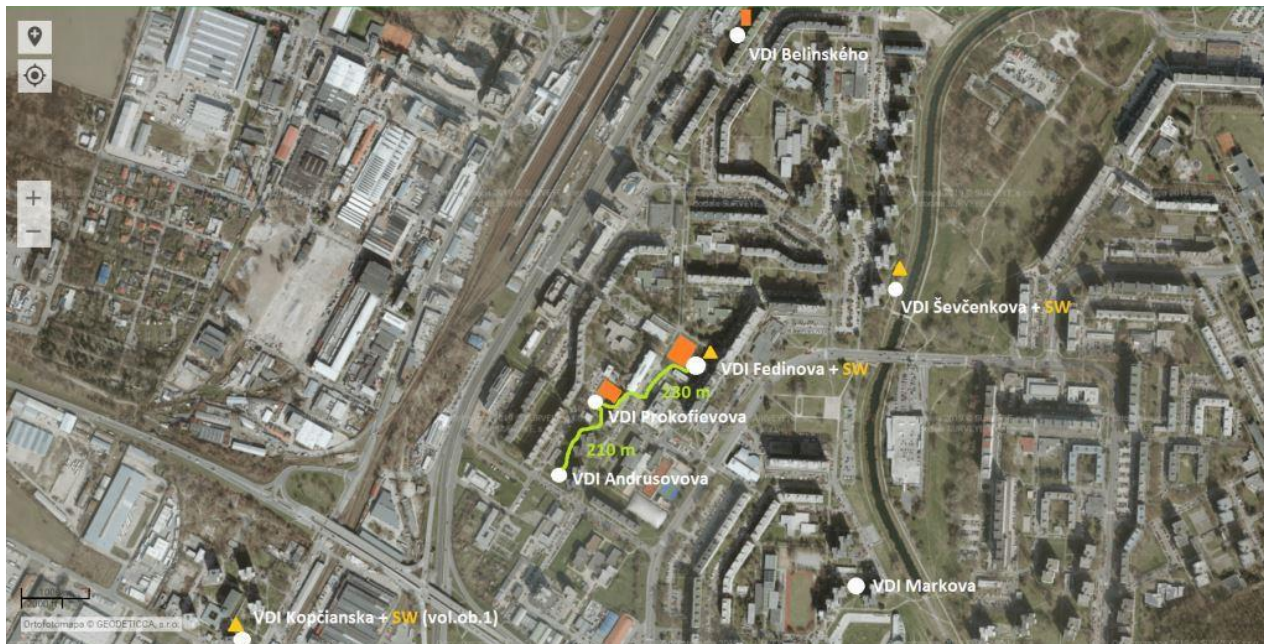 VDI Belinského
VDI Ševčenkova + SW
VDI Fedinova + SW
230 m
VDI Prokofievova
210 m
VDI Andrusovova
VDI Markova
VDI Kopčianska + SW (vol.ob.1)
Ortofotomapa © GEODETICCA, s.r.o.